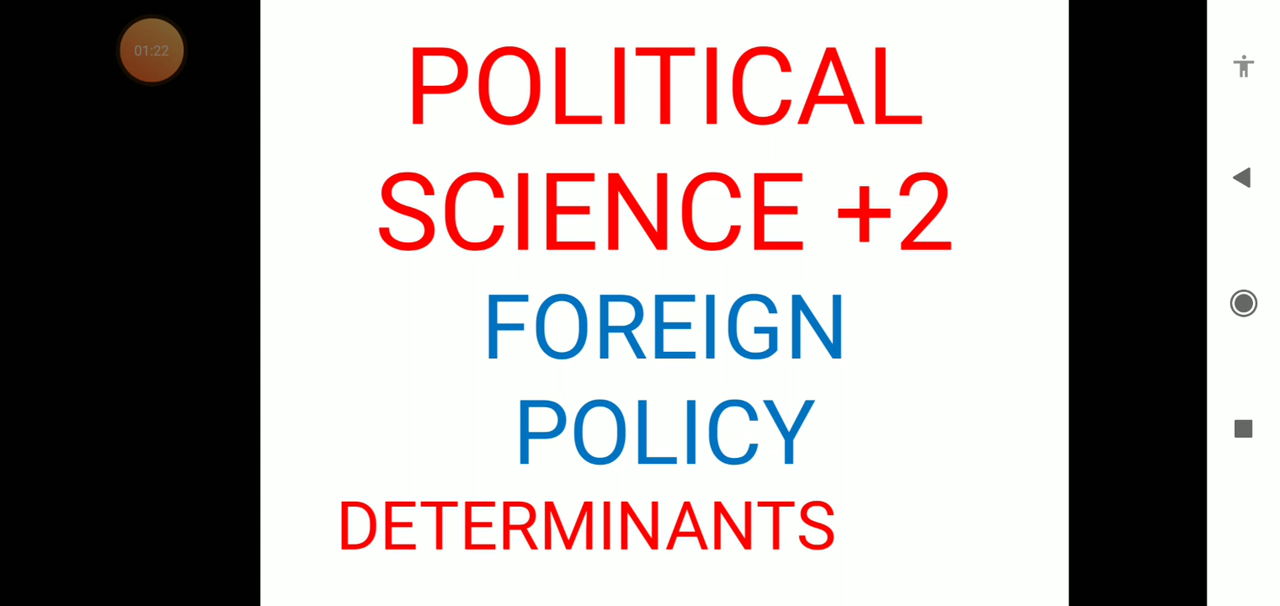 01:22
POLITICAL
SCIENCE +2
FOREIGN
POLICY
DETERMINANTS